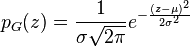 p_G(z) = \frac{1}{\sigma\sqrt{2\pi}} e^{-\frac{(z-\mu)^2}{2\sigma^2}}